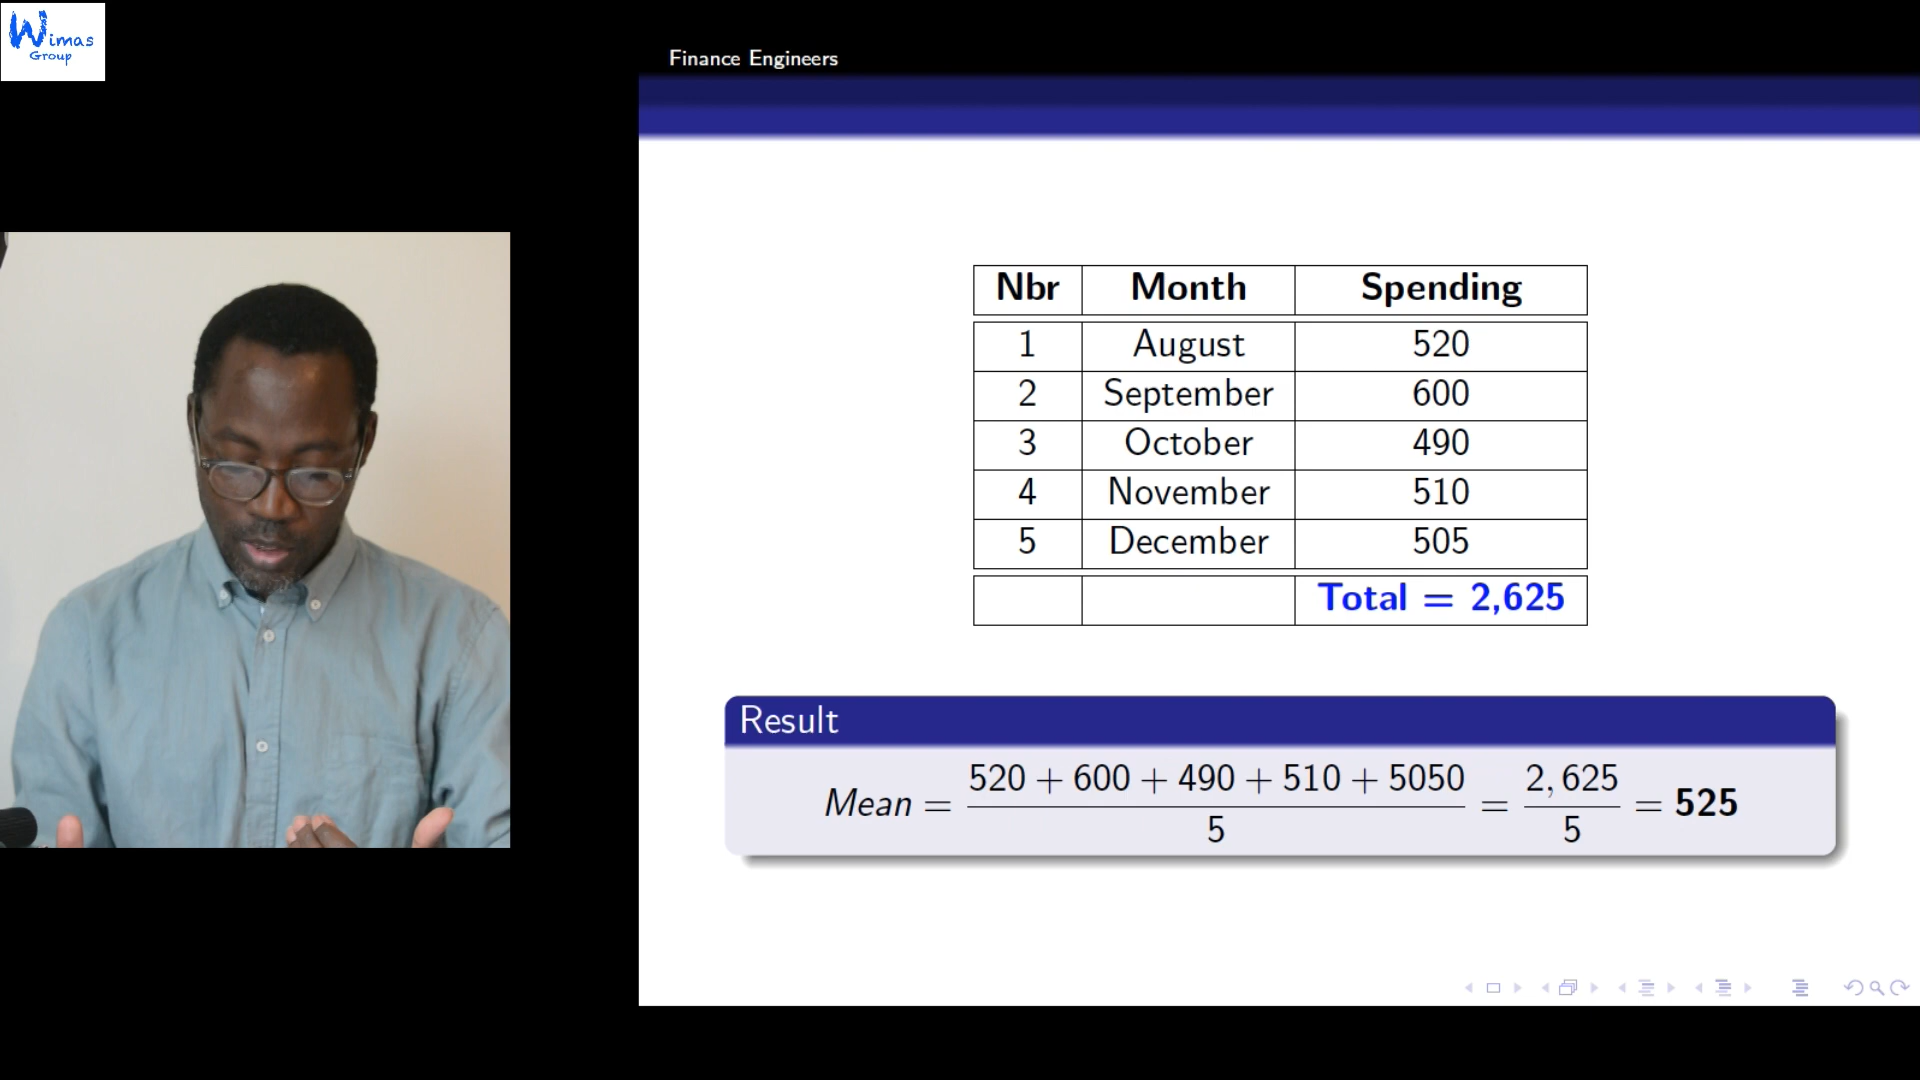 Wimas
Group
Finance Engineers
Nbr Month Spending
1 August 520
2 September 600
3 October 490
4 November 510
5 December 505
Total = 2,625
Result
Mean = (520 + 600 + 490 + 510 + 5050) / 5 = 2,625 / 5 = 525